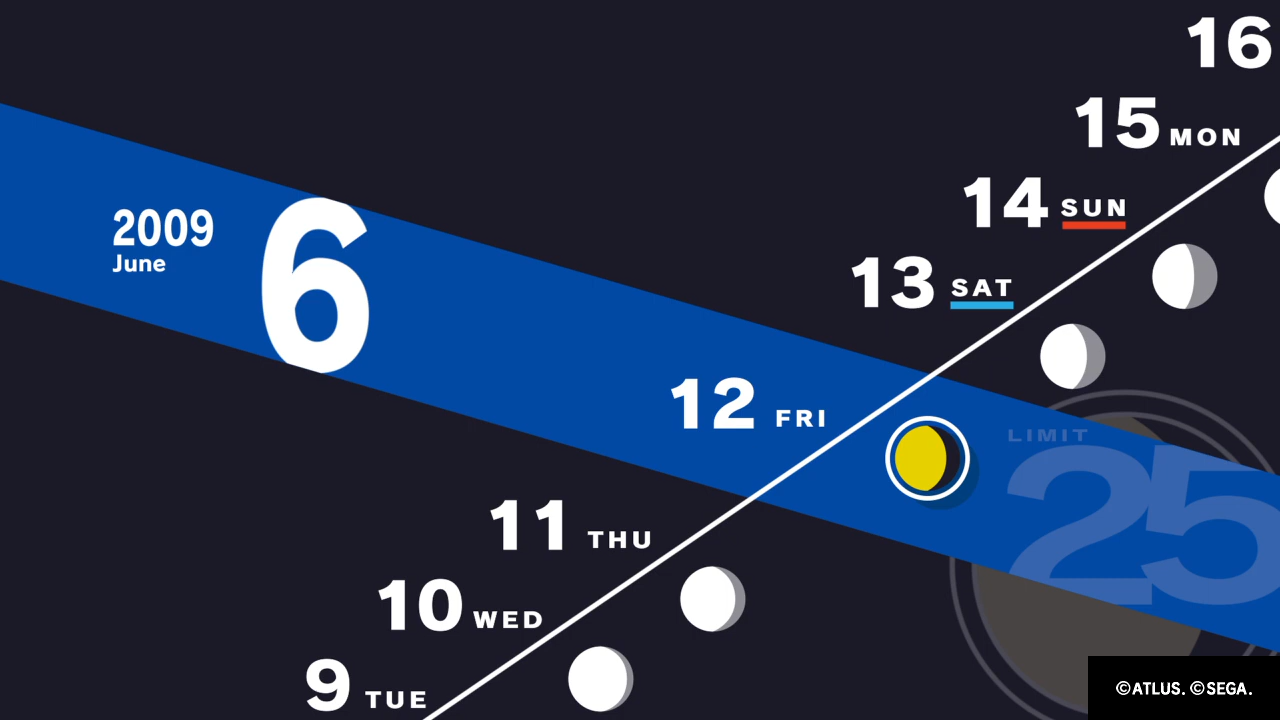 16
15 MON
14 SUN
13 SAT
2009
June
6
12 FRI
LIMIT
25
11 THU
10 WED
9 TUE
©ATLUS. ©SEGA.